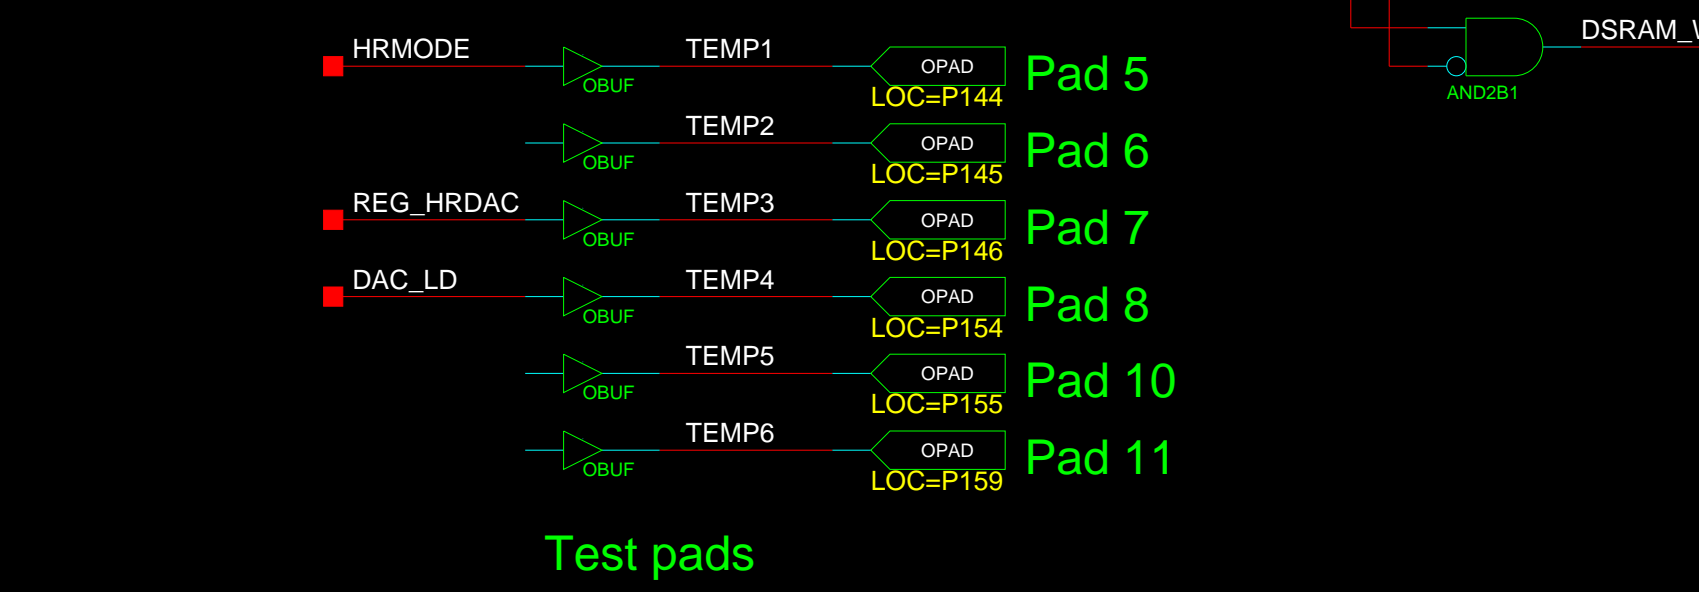 HRMODE TEMP1 OPAD Pad 5
OBUF LOC=P144
TEMP2 OPAD Pad 6
OBUF LOC=P145
REG_HRDAC TEMP3 OPAD Pad 7
OBUF LOC=P146
DAC_LD TEMP4 OPAD Pad 8
OBUF LOC=P154
TEMP5 OPAD Pad 10
OBUF LOC=P155
TEMP6 OPAD Pad 11
OBUF LOC=P159
Test pads
AND2B1